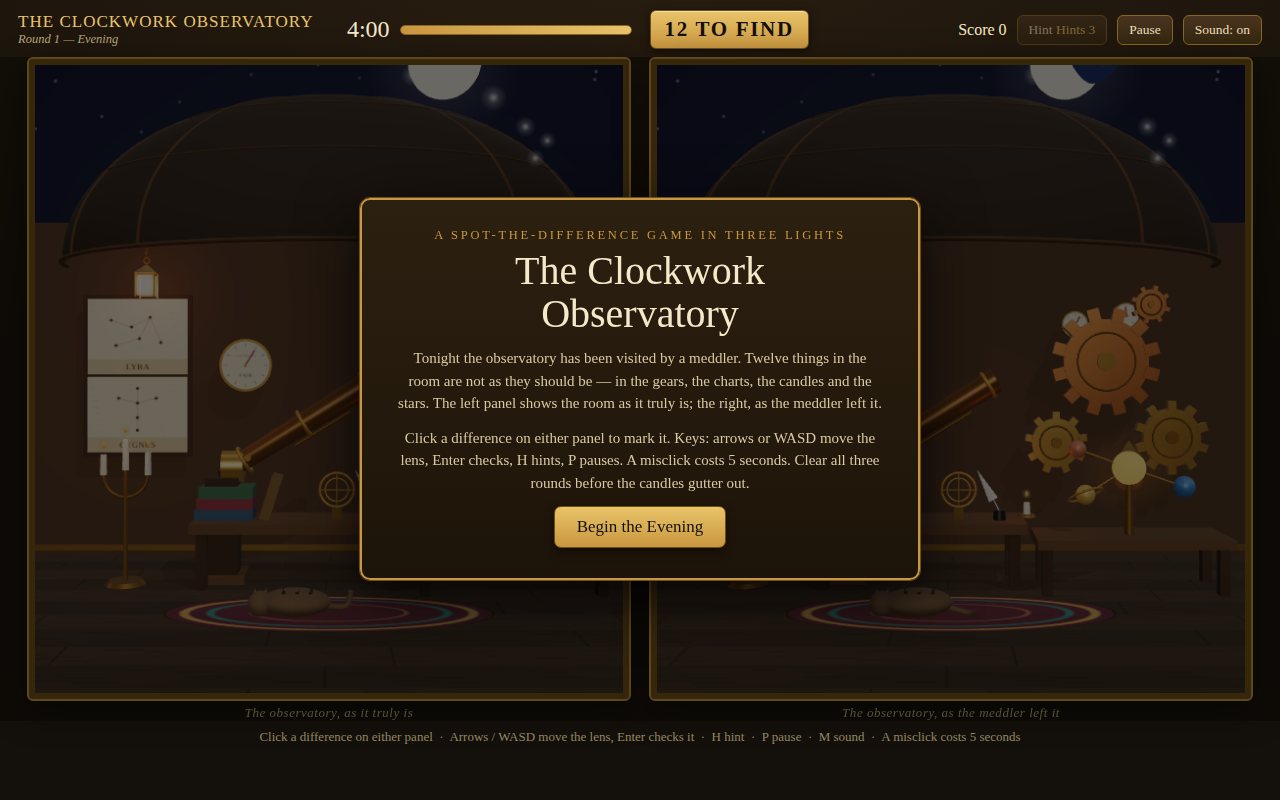 THE CLOCKWORK OBSERVATORY
Round 1 — Evening
4:00
12 TO FIND
Score 0
Hint Hints 3
Pause
Sound: on
LYRA
CYGNUS
A SPOT-THE-DIFFERENCE GAME IN THREE LIGHTS
The Clockwork
Observatory
Tonight the observatory has been visited by a meddler. Twelve things in the
room are not as they should be — in the gears, the charts, the candles and the
stars. The left panel shows the room as it truly is; the right, as the meddler left it.
Click a difference on either panel to mark it. Keys: arrows or WASD move the
lens, Enter checks, H hints, P pauses. A misclick costs 5 seconds. Clear all three
rounds before the candles gutter out.
Begin the Evening
The observatory, as it truly is
The observatory, as the meddler left it
Click a difference on either panel · Arrows / WASD move the lens, Enter checks it · H hint · P pause · M sound · A misclick costs 5 seconds